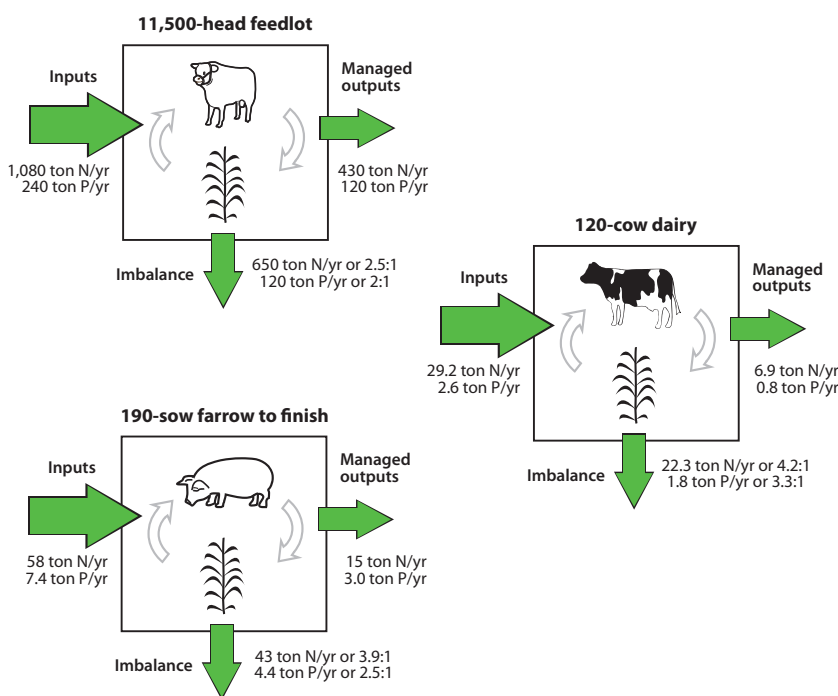 11,500-head feedlot
Inputs
Managed
outputs
1,080 ton N/yr
240 ton P/yr
430 ton N/yr
120 ton P/yr
Imbalance
650 ton N/yr or 2.5:1
120 ton P/yr or 2:1
120-cow dairy
Inputs
Managed
outputs
29.2 ton N/yr
2.6 ton P/yr
6.9 ton N/yr
0.8 ton P/yr
Imbalance
22.3 ton N/yr or 4.2:1
1.8 ton P/yr or 3.3:1
190-sow farrow to finish
Inputs
Managed
outputs
58 ton N/yr
7.4 ton P/yr
15 ton N/yr
3.0 ton P/yr
Imbalance
43 ton N/yr or 3.9:1
4.4 ton P/yr or 2.5:1